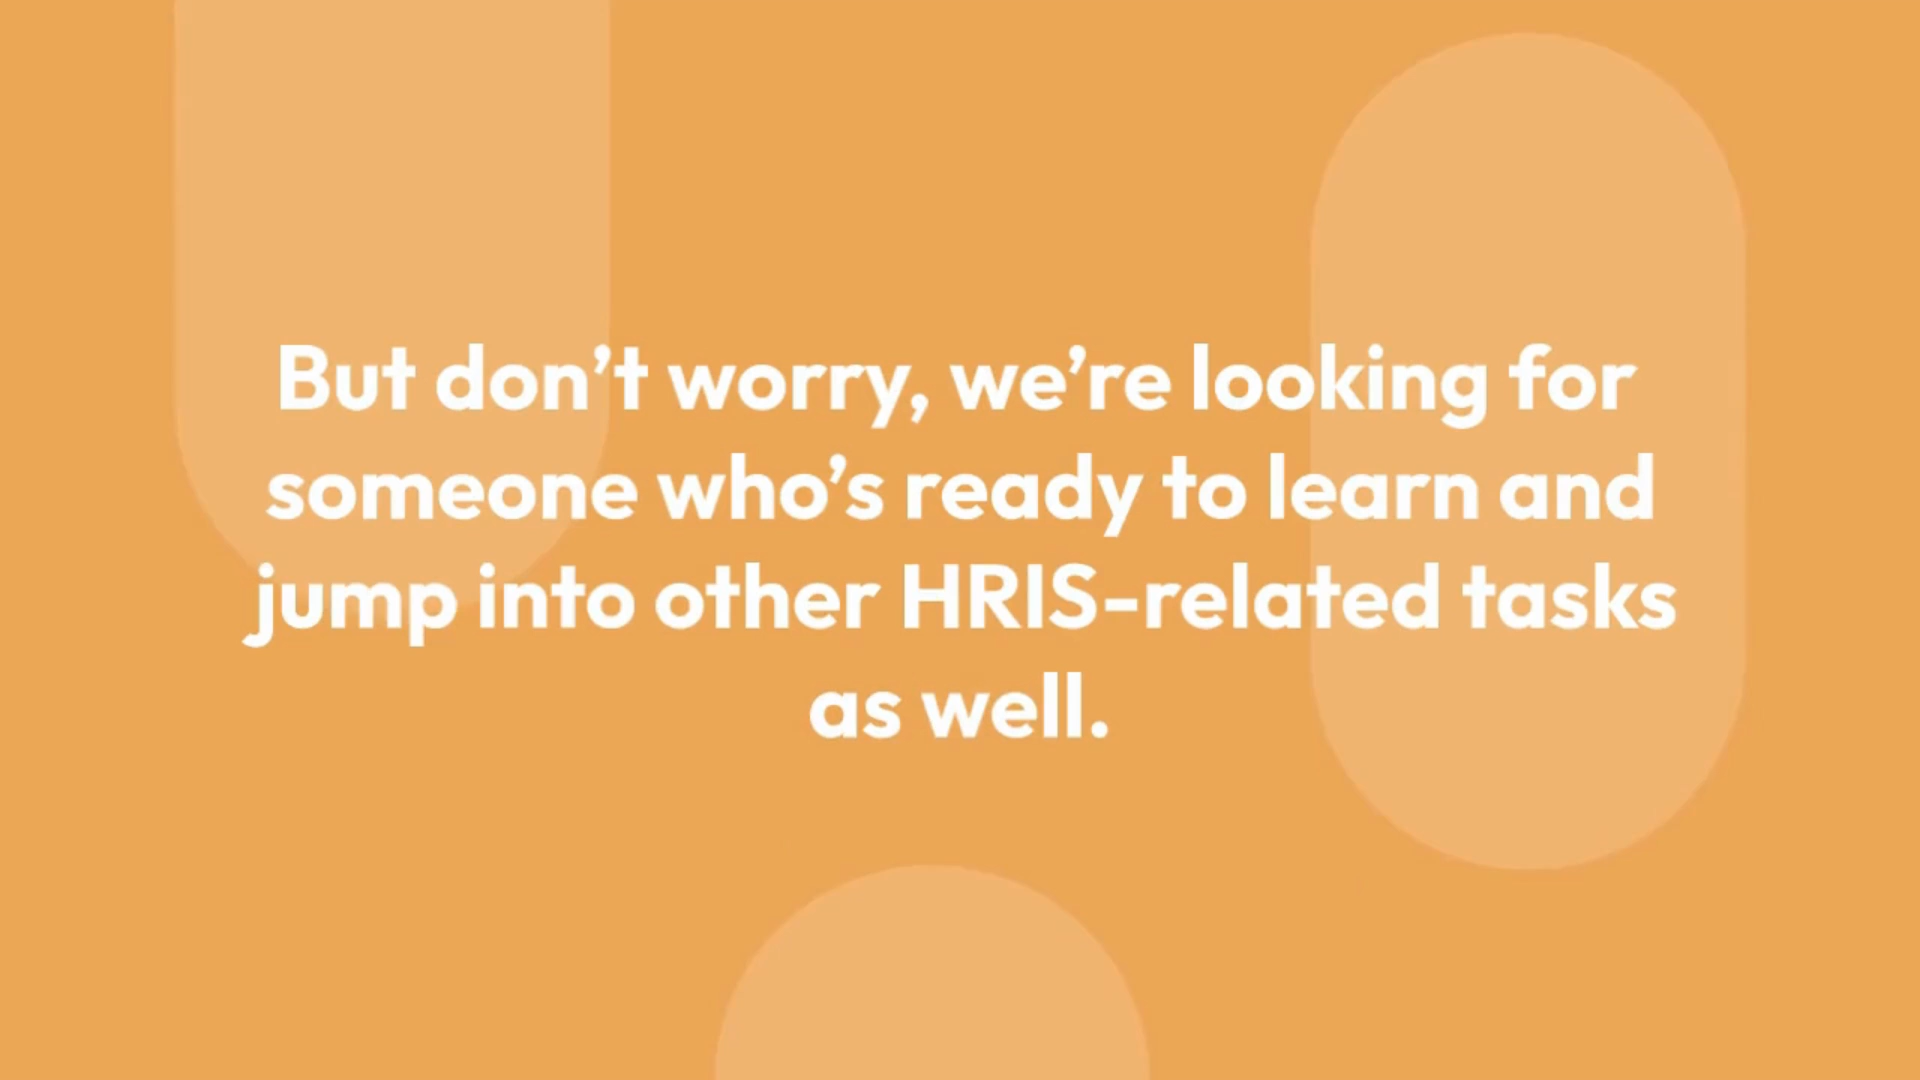 But don’t worry, we’re looking for
someone who’s ready to learn and
jump into other HRIS-related tasks
as well.